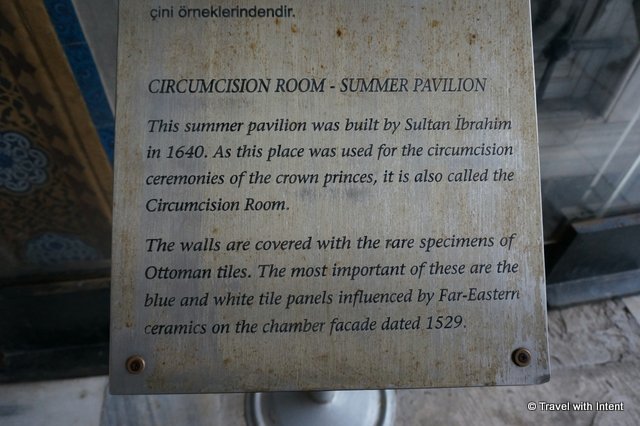 çini örneklerindendir.
CIRCUMCISION ROOM - SUMMER PAVILION
This summer pavilion was built by Sultan İbrahim
in 1640. As this place was used for the circumcision
ceremonies of the crown princes, it is also called the
Circumcision Room.
The walls are covered with the rare specimens of
Ottoman tiles. The most important of these are the
blue and white tile panels influenced by Far-Eastern
ceramics on the chamber facade dated 1529.
© Travel with Intent